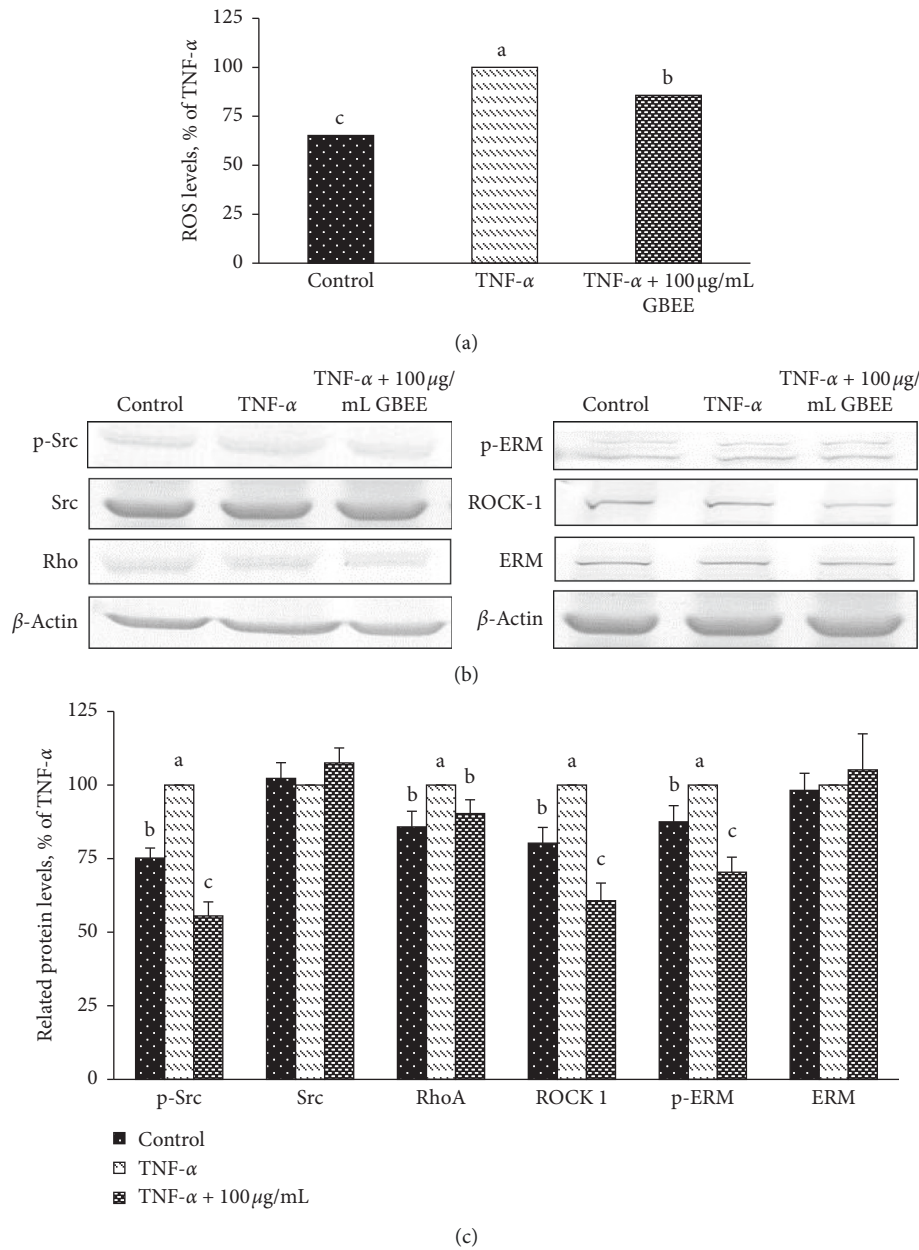 125
a
100
b
75
c
50
25
0
ROS levels, % of TNF-α
Control
TNF-α
TNF-α + 100 μg/mL
GBEE
(a)
TNF-α + 100 μg/
Control
TNF-α
mL GBEE
p-Src
Src
Rho
β-Actin
TNF-α + 100 μg/
Control
TNF-α
mL GBEE
p-ERM
ROCK-1
ERM
β-Actin
(b)
125
100
75
50
25
0
Related protein levels, % of TNF-α
b
a
c
b
a
b
b
a
c
b
a
c
p-Src
Src
RhoA
ROCK 1
p-ERM
ERM
Control
TNF-α
TNF-α + 100 μg/mL
(c)